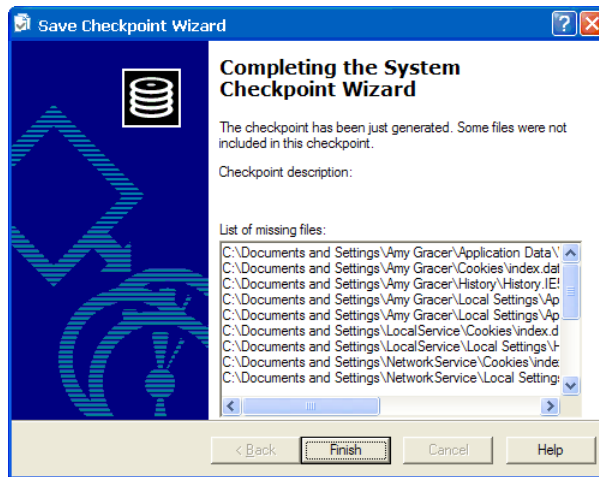 Save Checkpoint Wizard
Completing the System
Checkpoint Wizard
The checkpoint has been just generated. Some files were not
included in this checkpoint.
Checkpoint description:
List of missing files:
C:\Documents and Settings\Amy Gracer\Application Data\
C:\Documents and Settings\Amy Gracer\Cookies\index.dat
C:\Documents and Settings\Amy Gracer\History\History.IE5
C:\Documents and Settings\Amy Gracer\Local Settings\Ap
C:\Documents and Settings\Amy Gracer\Local Settings\Ap
C:\Documents and Settings\LocalService\Cookies\index.d
C:\Documents and Settings\LocalService\Local Settings\H
C:\Documents and Settings\NetworkService\Cookies\inde
C:\Documents and Settings\NetworkService\Local Setting
< Back Finish Cancel Help